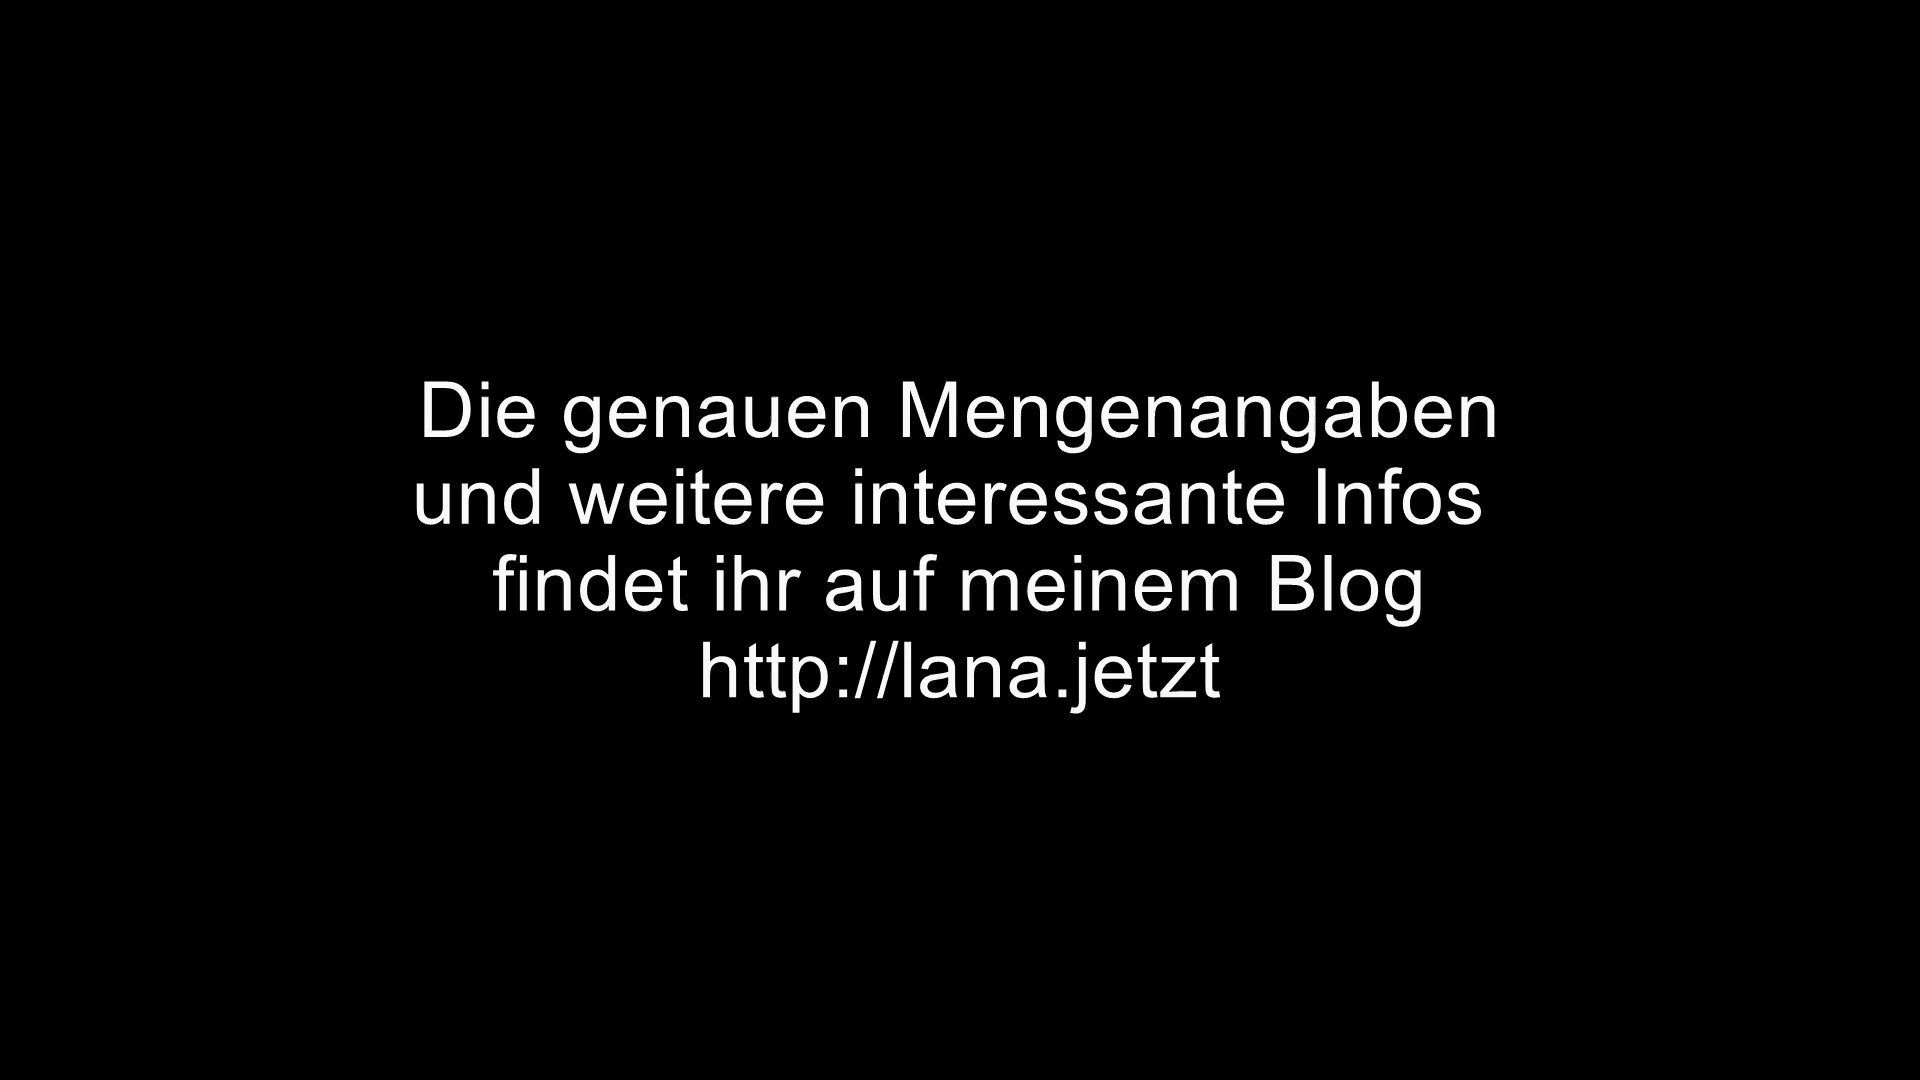 Die genauen Mengenangaben
und weitere interessante Infos
findet ihr auf meinem Blog
http://lana.jetzt